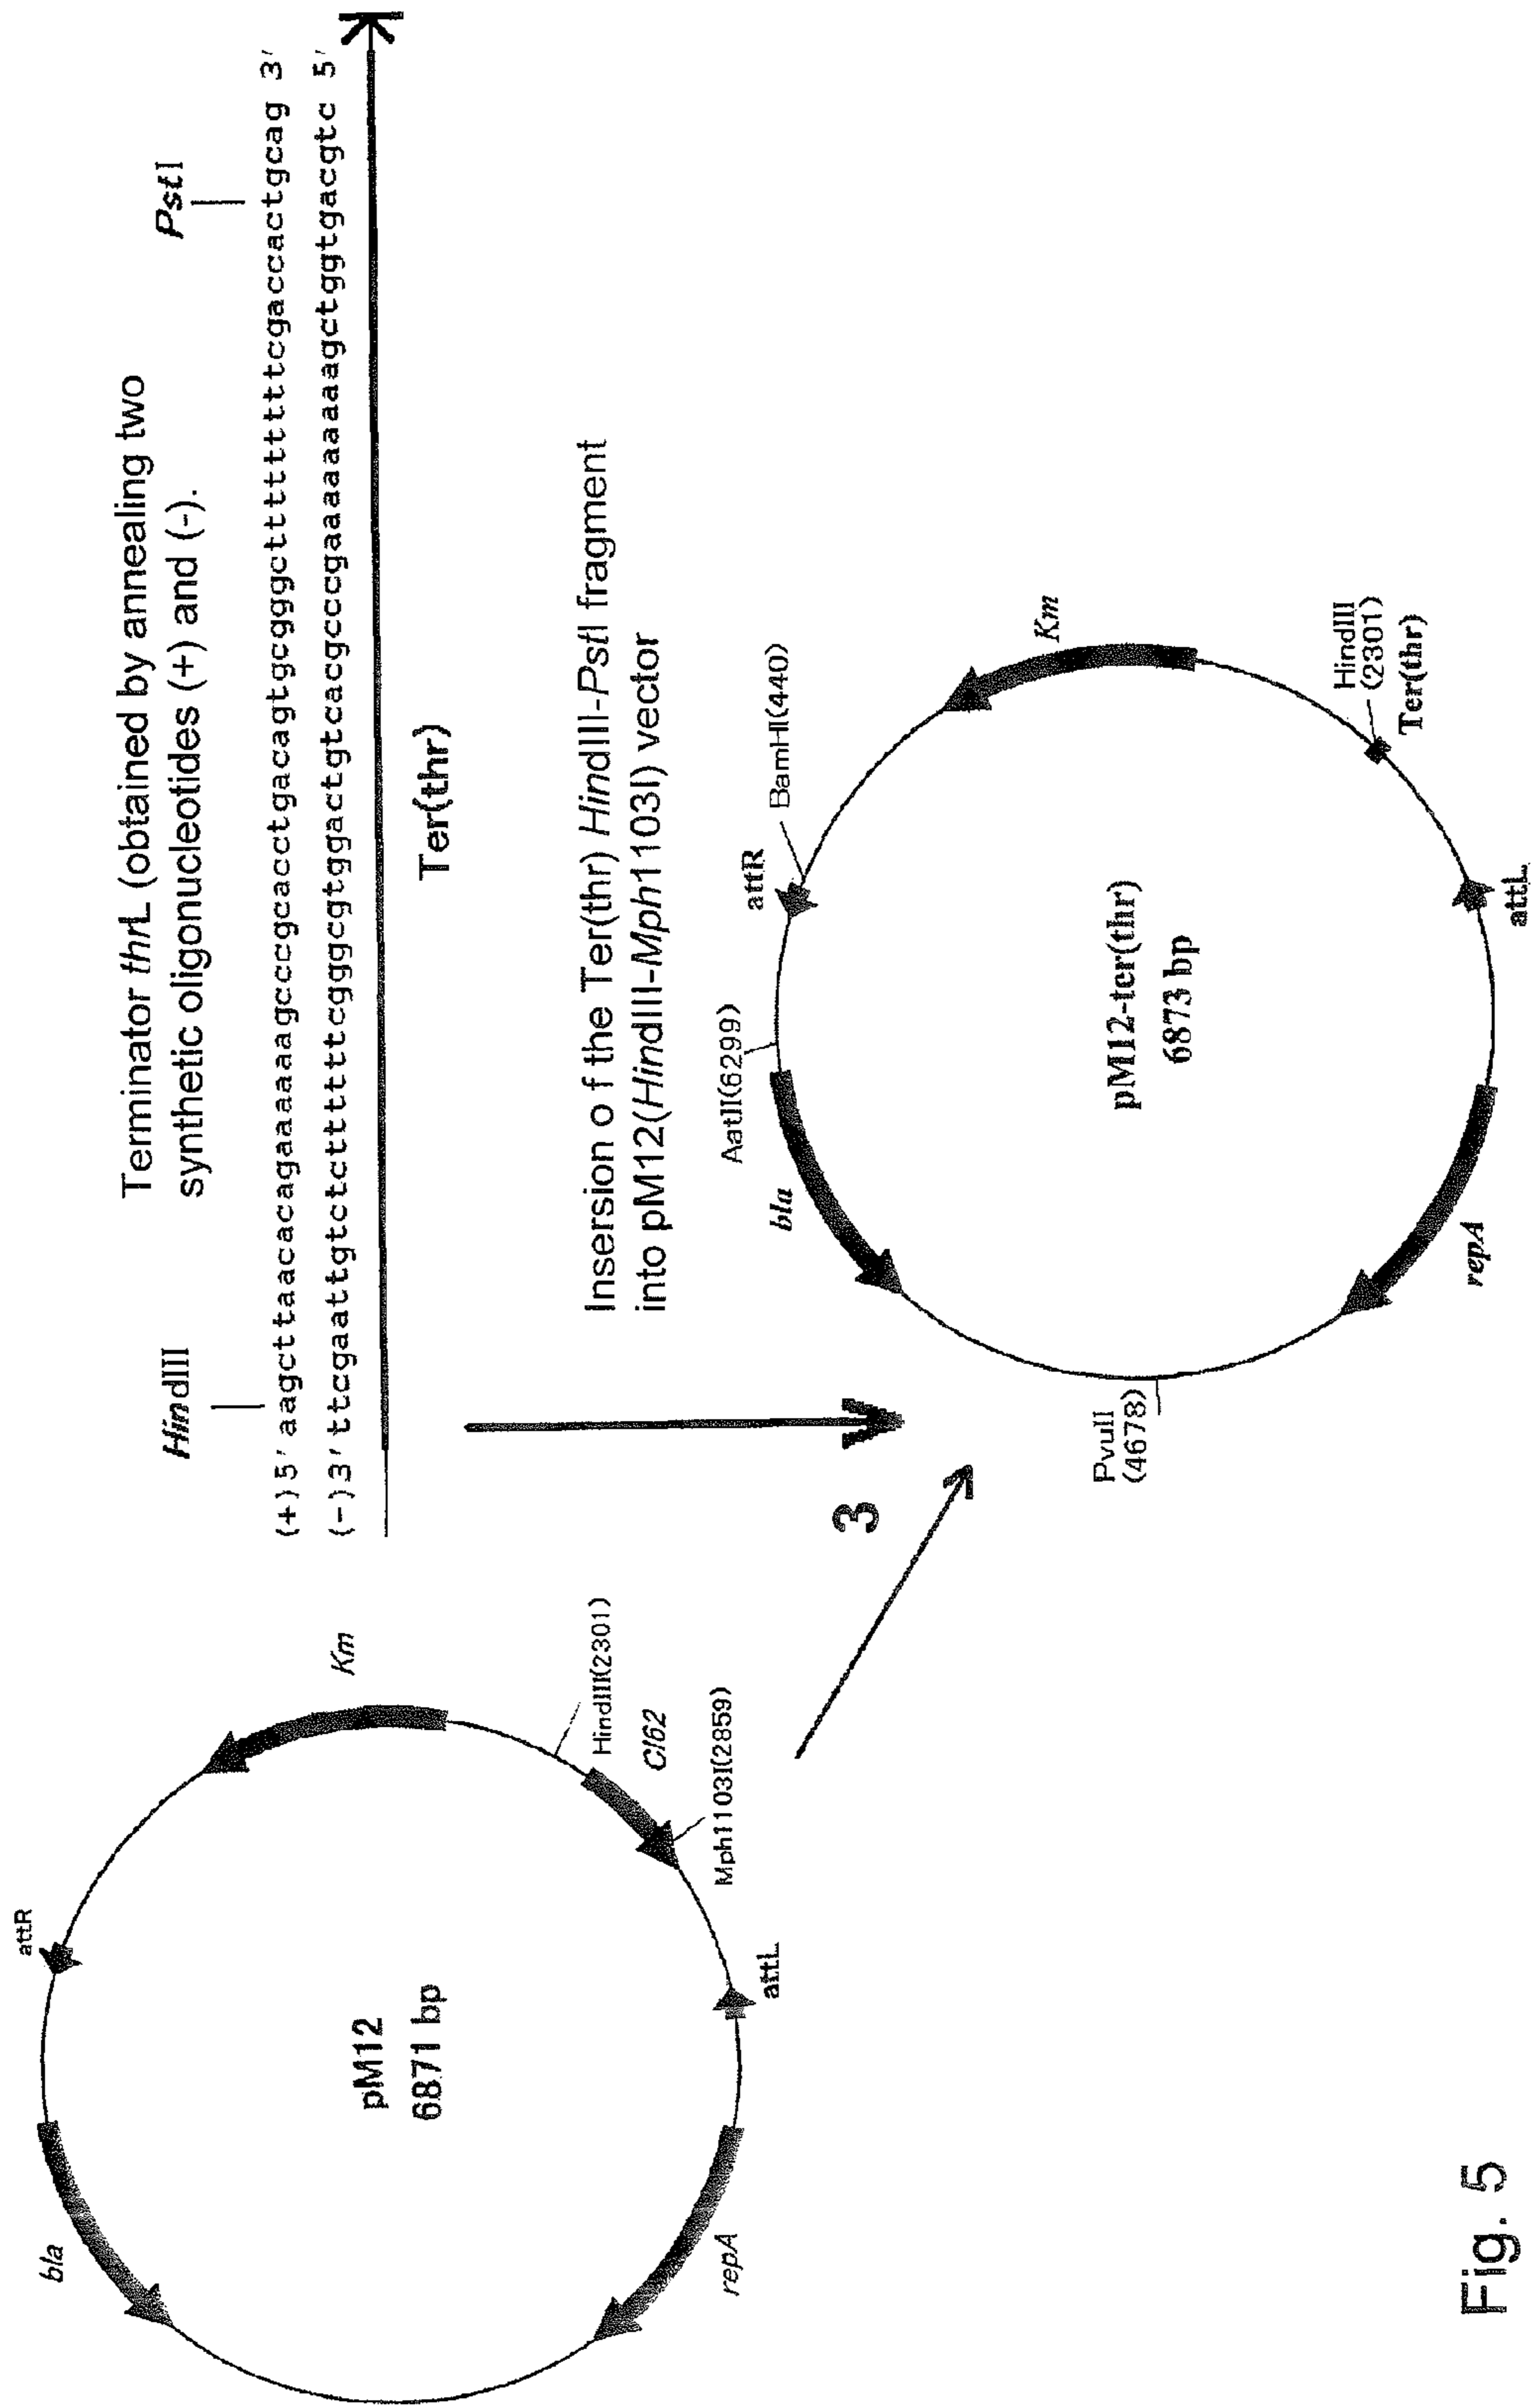 Terminator thrL (obtained by annealing two
synthetic oligonucleotides (+) and (-).
HindIII
PstI
(+)5′aagcttaacacagaaaaaagcccgcacctgacagtgcgggctttttttttcgaccactgcag 3′
(-)3′ttcgaattgtctcttttttcgggcgtggactgtcacgcccgaaaaaaaaagctggtgacgtc 5′
Ter(thr)
attR
Km
bla
pM12
6871 bp
HindIII(2301)
CI62
Mph1103I(2859)
attL
repA
3
Insersion o f the Ter(thr) HindIII-PstI fragment
into pM12(HindIII-Mph1103I) vector
AatII(6299)
attR
BamHI(440)
bla
Km
pM12-ter(thr)
6873 bp
PvuII
(4678)
HindIII
(2301)
Ter(thr)
repA
attL
Fig. 5